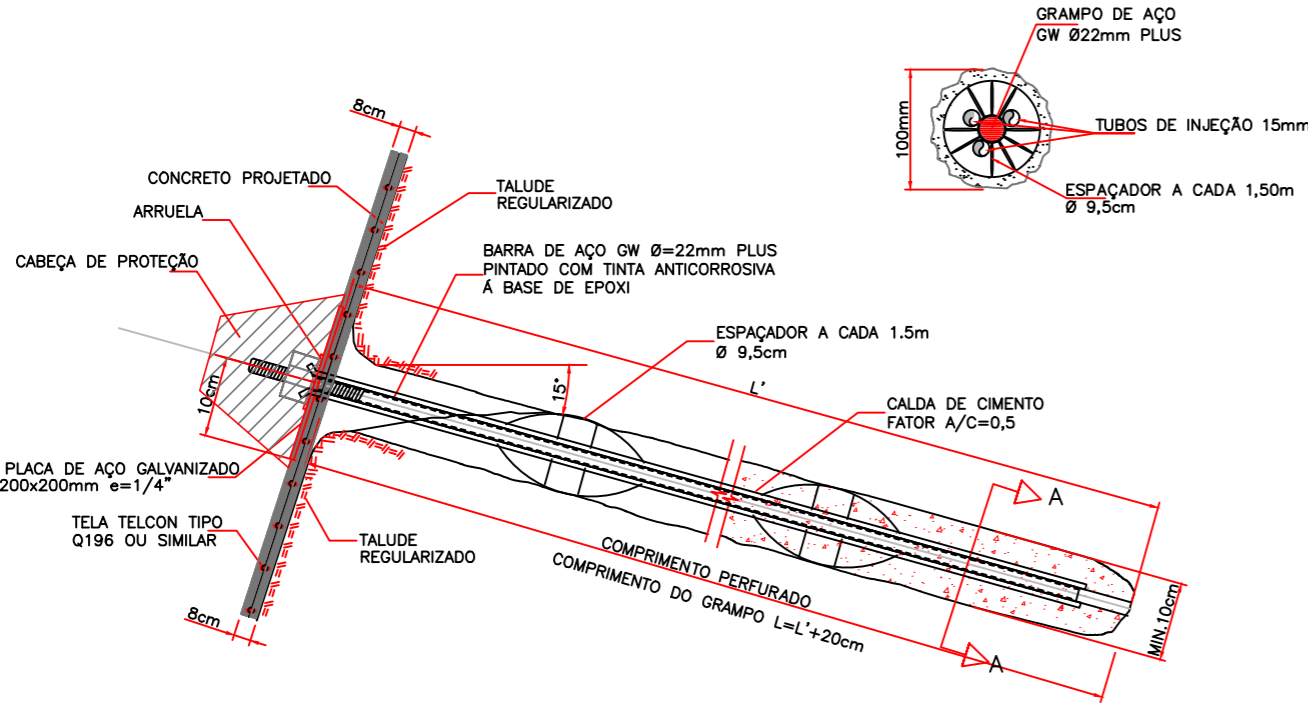 GRAMPO DE AÇO
GW Ø22mm PLUS
100mm
TUBOS DE INJEÇÃO 15mm
ESPAÇADOR A CADA 1,50m
Ø 9,5cm
8cm
CONCRETO PROJETADO
TALUDE
REGULARIZADO
ARRUELA
CABEÇA DE PROTEÇÃO
BARRA DE AÇO GW Ø=22mm PLUS
PINTADO COM TINTA ANTICORROSIVA
Á BASE DE EPOXI
ESPAÇADOR A CADA 1.5m
Ø 9,5cm
L'
15°
10cm
CALDA DE CIMENTO
FATOR A/C=0,5
PLACA DE AÇO GALVANIZADO
200x200mm e=1/4"
A
TELA TELCON TIPO
Q196 OU SIMILAR
TALUDE
REGULARIZADO
COMPRIMENTO PERFURADO
COMPRIMENTO DO GRAMPO L=L'+20cm
MIN.10cm
8cm
A